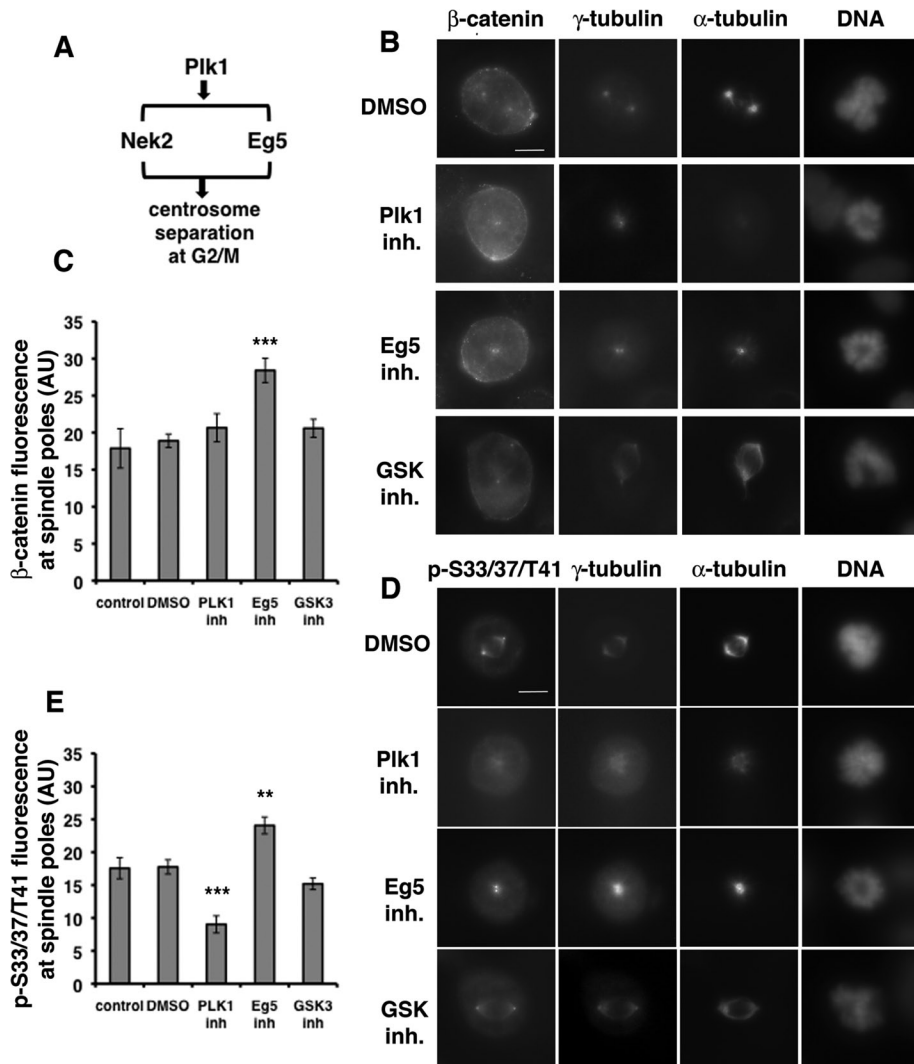 A
Plk1
Nek2 Eg5
centrosome
separation
at G2/M
B
β-catenin γ-tubulin α-tubulin DNA
DMSO
Plk1
inh.
Eg5
inh.
GSK
inh.
C
β-catenin fluorescence
at spindle poles (AU)
35
30
25
20
15
10
5
0
***
control DMSO PLK1 Eg5 GSK3
inh inh inh
D
p-S33/37/T41 γ-tubulin α-tubulin DNA
DMSO
Plk1
inh.
Eg5
inh.
GSK
inh.
E
p-S33/37/T41 fluorescence
at spindle poles (AU)
35
30
25
20
15
10
5
0
***
**
control DMSO PLK1 Eg5 GSK3
inh inh inh